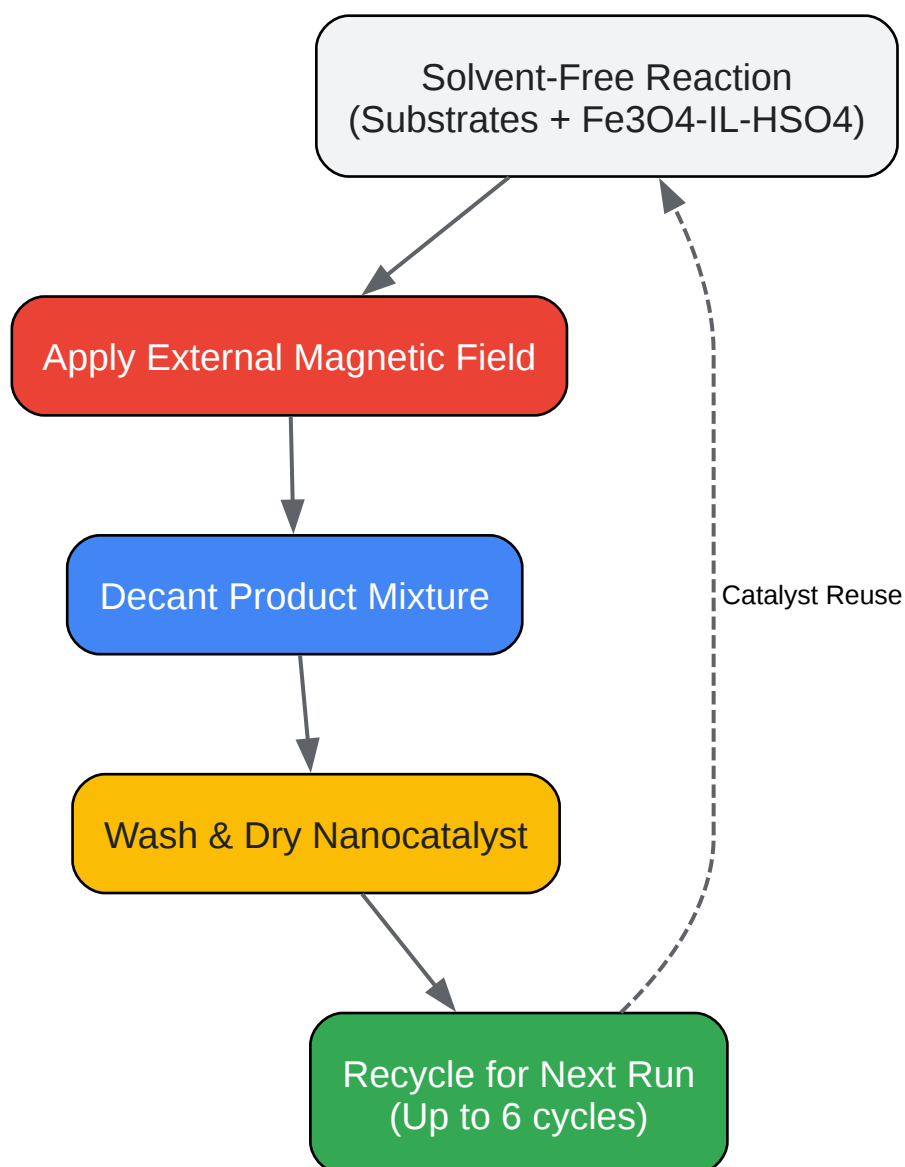 Solvent-Free Reaction
(Substrates + Fe3O4-IL-HSO4)
Apply External Magnetic Field
Decant Product Mixture
Catalyst Reuse
Wash & Dry Nanocatalyst
Recycle for Next Run
(Up to 6 cycles)